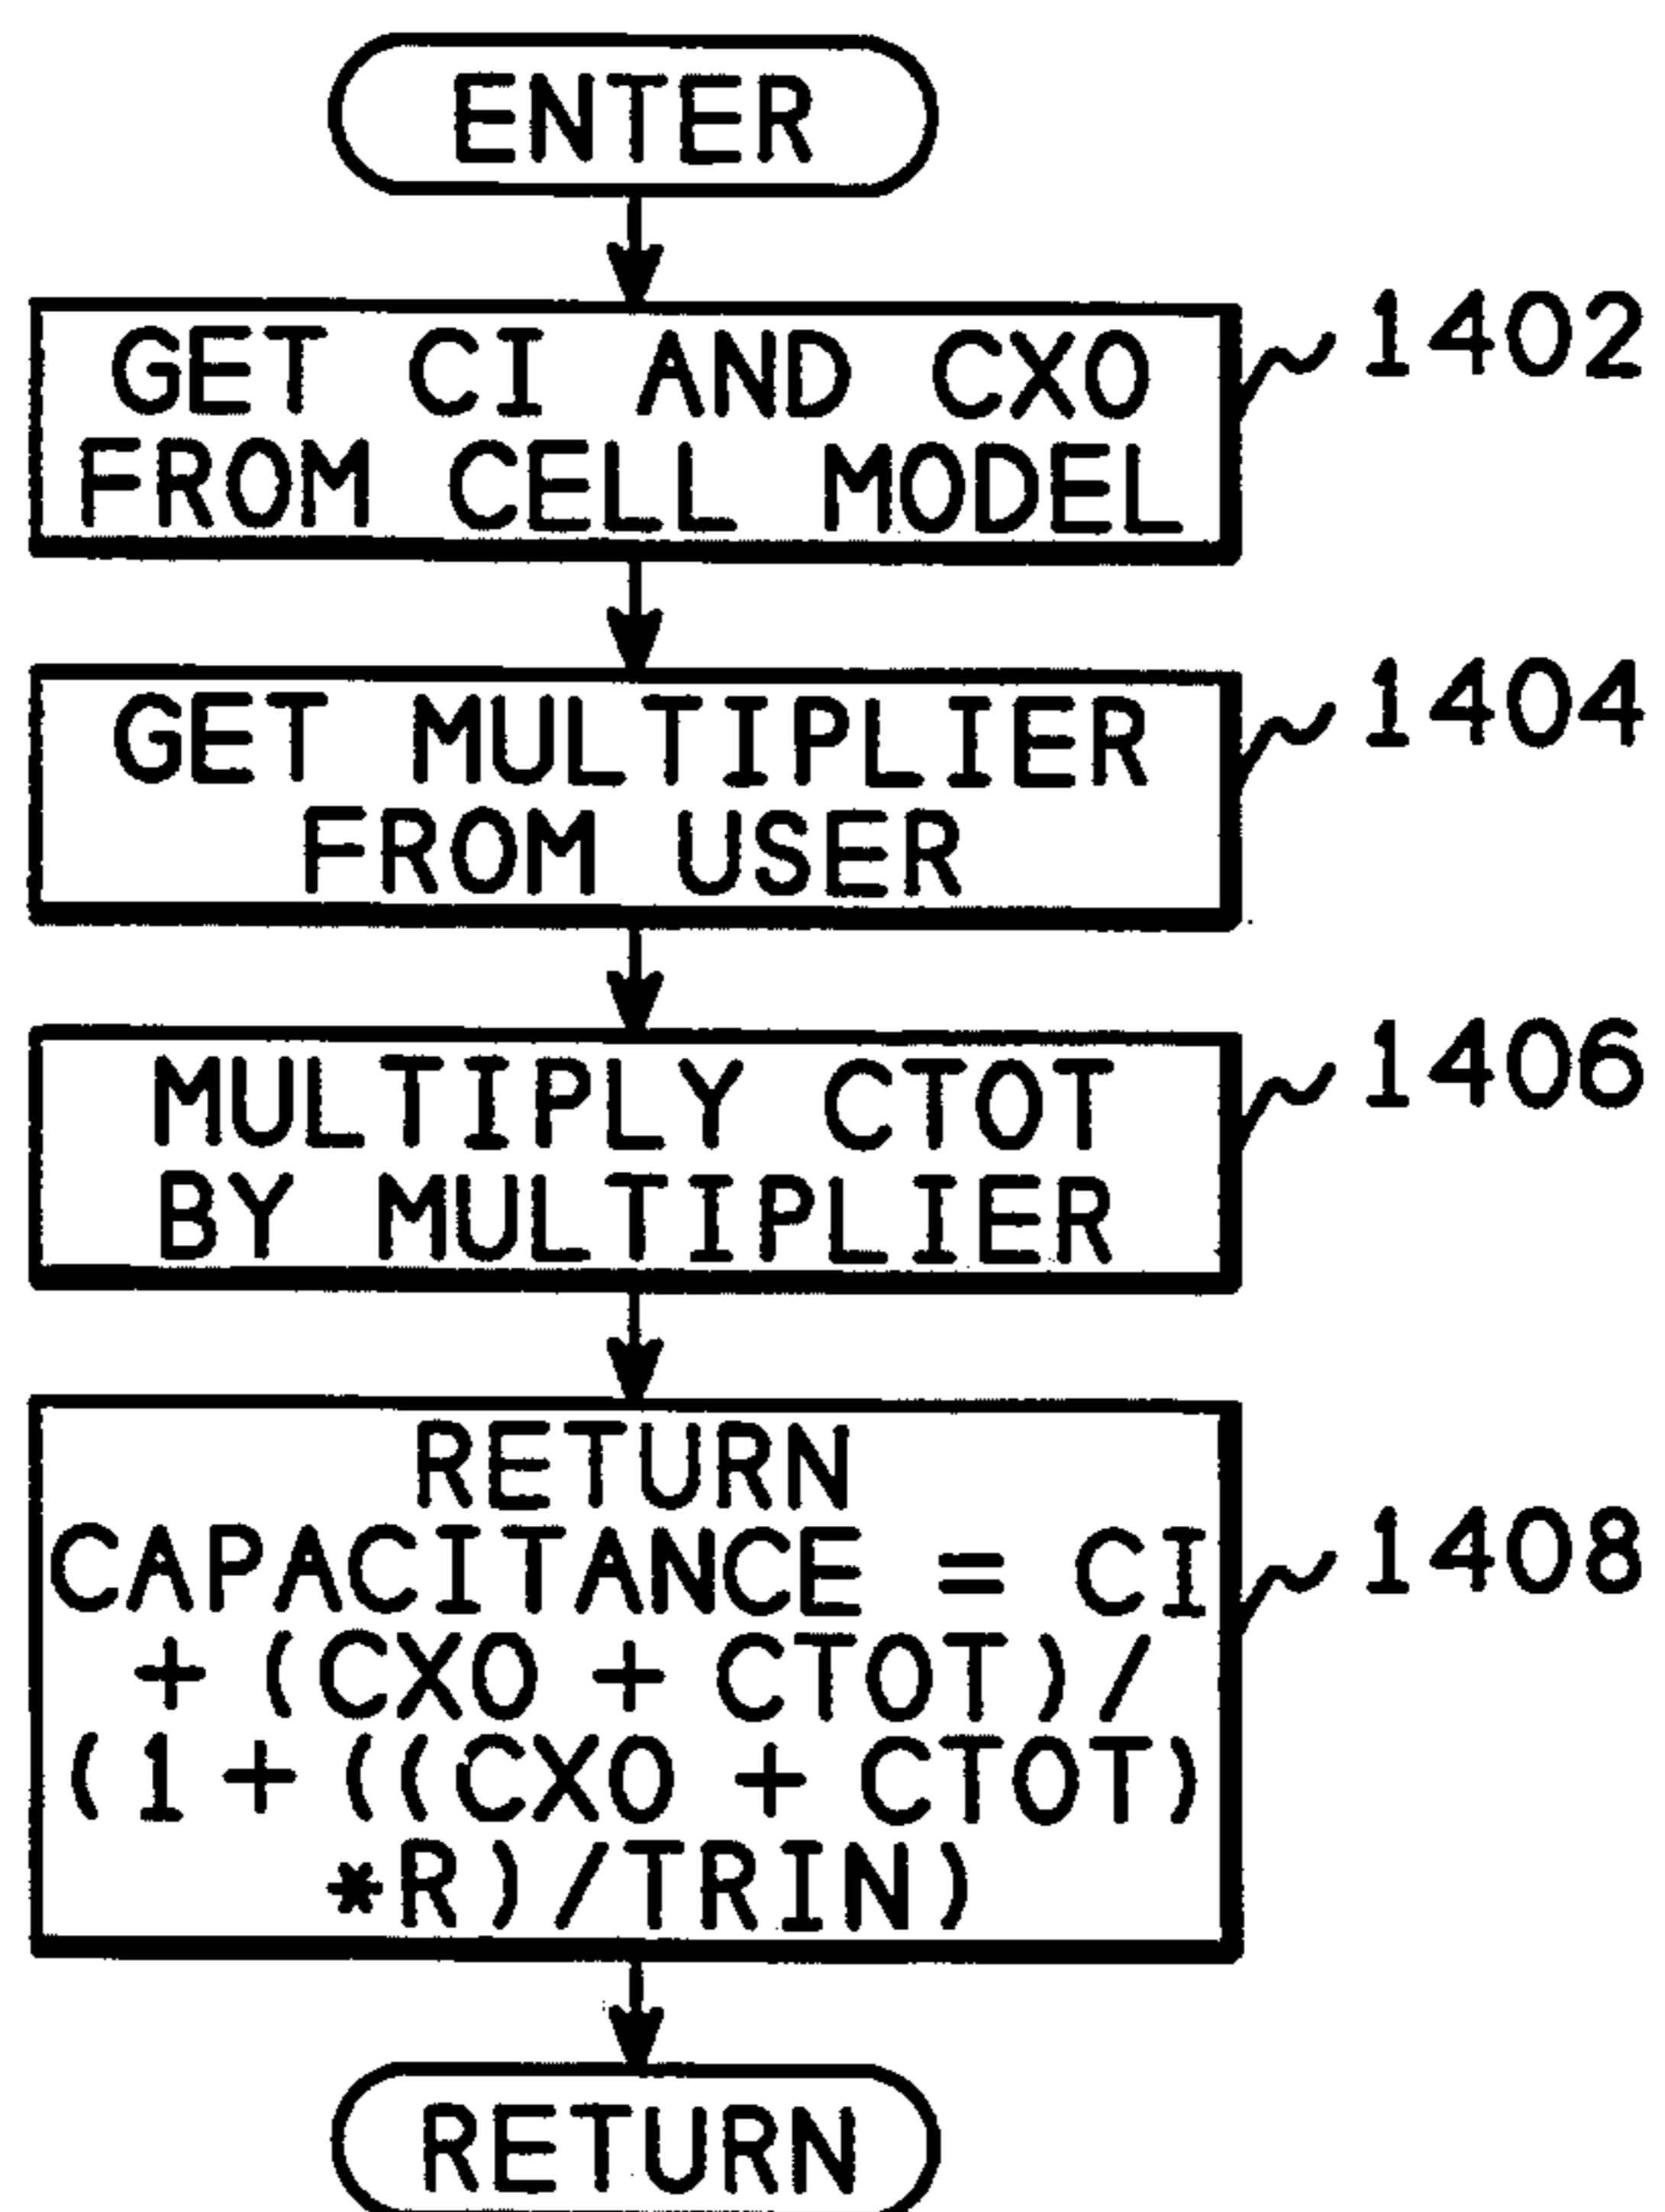 ENTER
GET CI AND CXO
FROM CELL MODEL
1402
GET MULTIPLIER
FROM USER
1404
MULTIPLY CTOT
BY MULTIPLIER
1406
RETURN
CAPACITANCE = CI
+ (CXO + CTOT)/
(1 + ((CXO + CTOT)
*R)/TRIN)
1408
RETURN